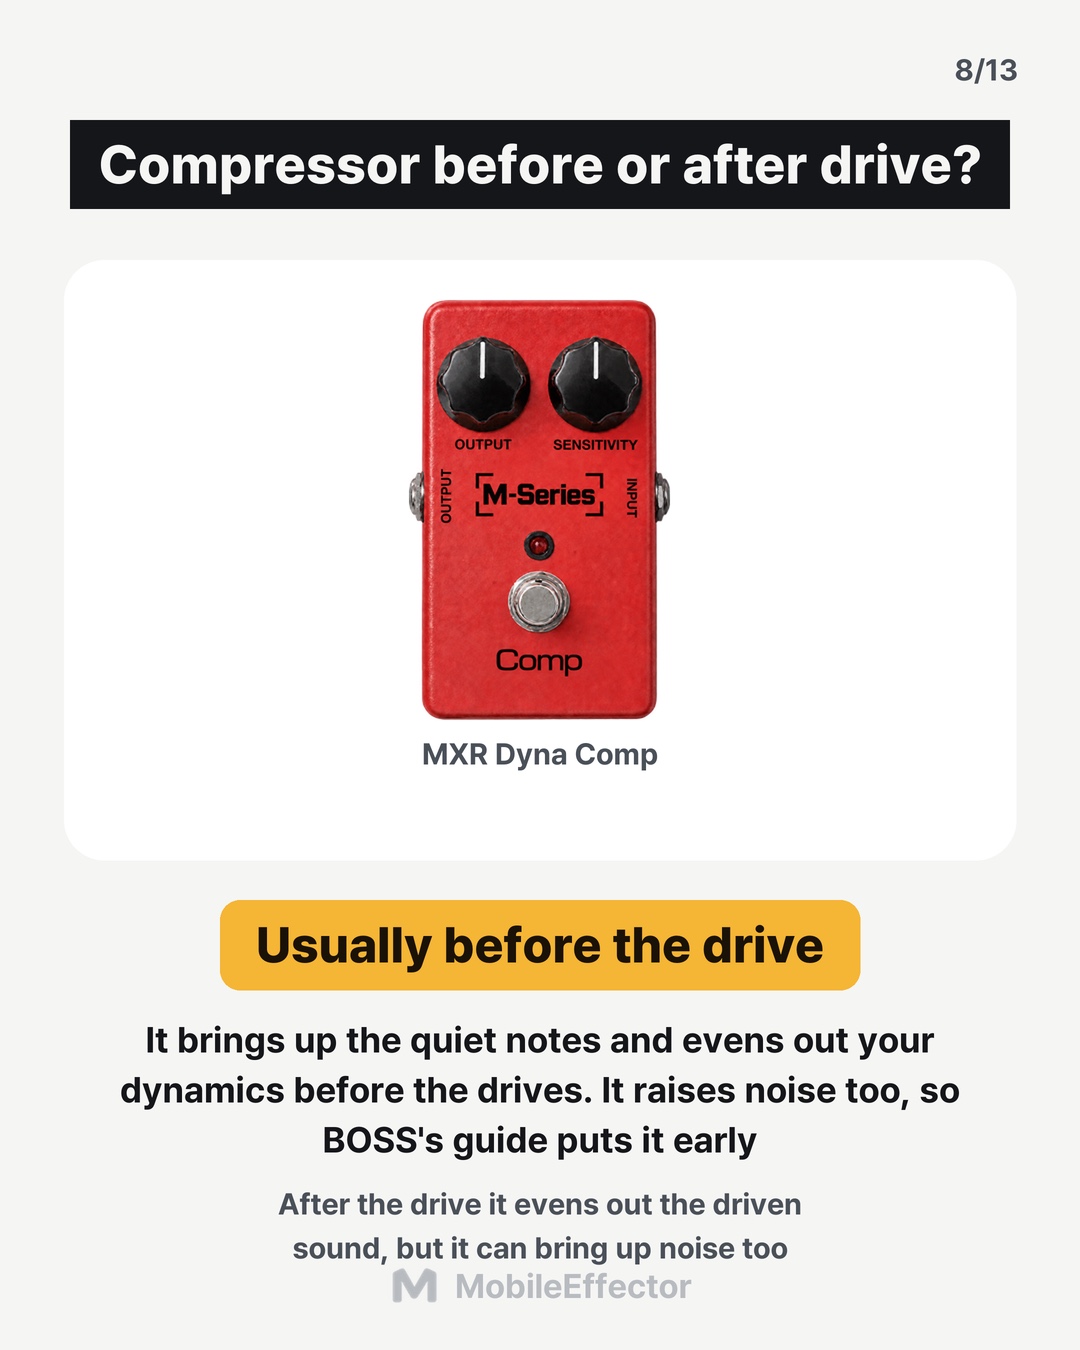 8/13
Compressor before or after drive?
OUTPUT SENSITIVITY
OUTPUT
M-Series
INPUT
Comp
MXR Dyna Comp
Usually before the drive
It brings up the quiet notes and evens out your
dynamics before the drives. It raises noise too, so
BOSS's guide puts it early
After the drive it evens out the driven
sound, but it can bring up noise too
MobileEffector